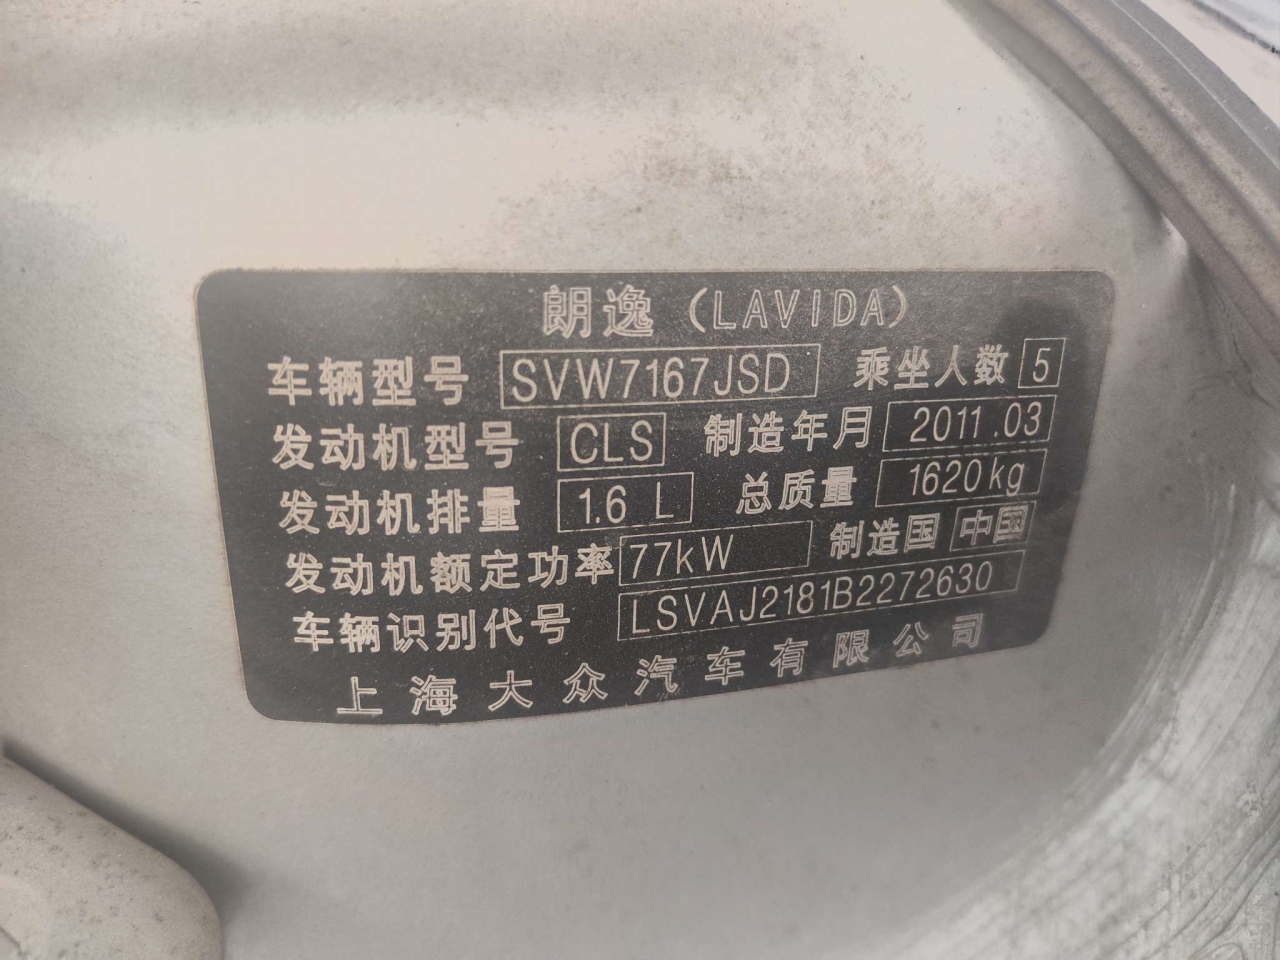 朗逸（LAVIDA）
车辆型号 SVW7167JSD 乘坐人数 5
发动机型号 CLS 制造年月 2011.03
发动机排量 1.6 L 总质量 1620kg
发动机额定功率 77kW 制造国 中国
车辆识别代号 LSVAJ2181B2272630
上海大众汽车有限公司